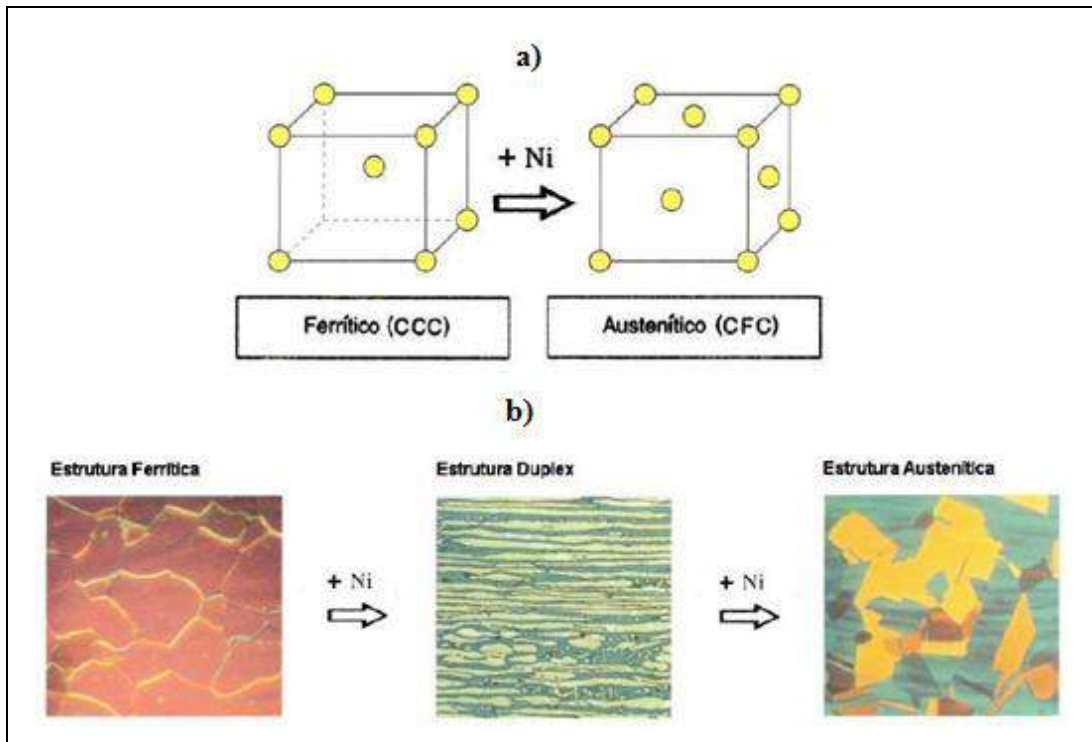 a)
+ Ni
Ferrítico (CCC)
Austenítico (CFC)
b)
Estrutura Ferrítica
Estrutura Duplex
Estrutura Austenítica
+ Ni
+ Ni